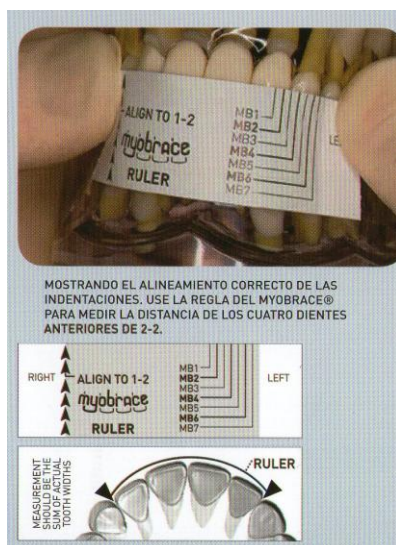 ALIGN TO 1-2
myobrace
RULER
MB1
MB2
MB3
MB4
MB5
MB6
MB7
LE
MOSTRANDO EL ALINEAMIENTO CORRECTO DE LAS
INDENTACIONES. USE LA REGLA DEL MYOBRACE®
PARA MEDIR LA DISTANCIA DE LOS CUATRO DIENTES
ANTERIORES DE 2-2.
RIGHT
ALIGN TO 1-2
myobrace
RULER
MB1
MB2
MB3
MB4
MB5
MB6
MB7
LEFT
MEASUREMENT
SHOULD BE THE
SUM OF ACTUAL
TOOTH WIDTHS
RULER